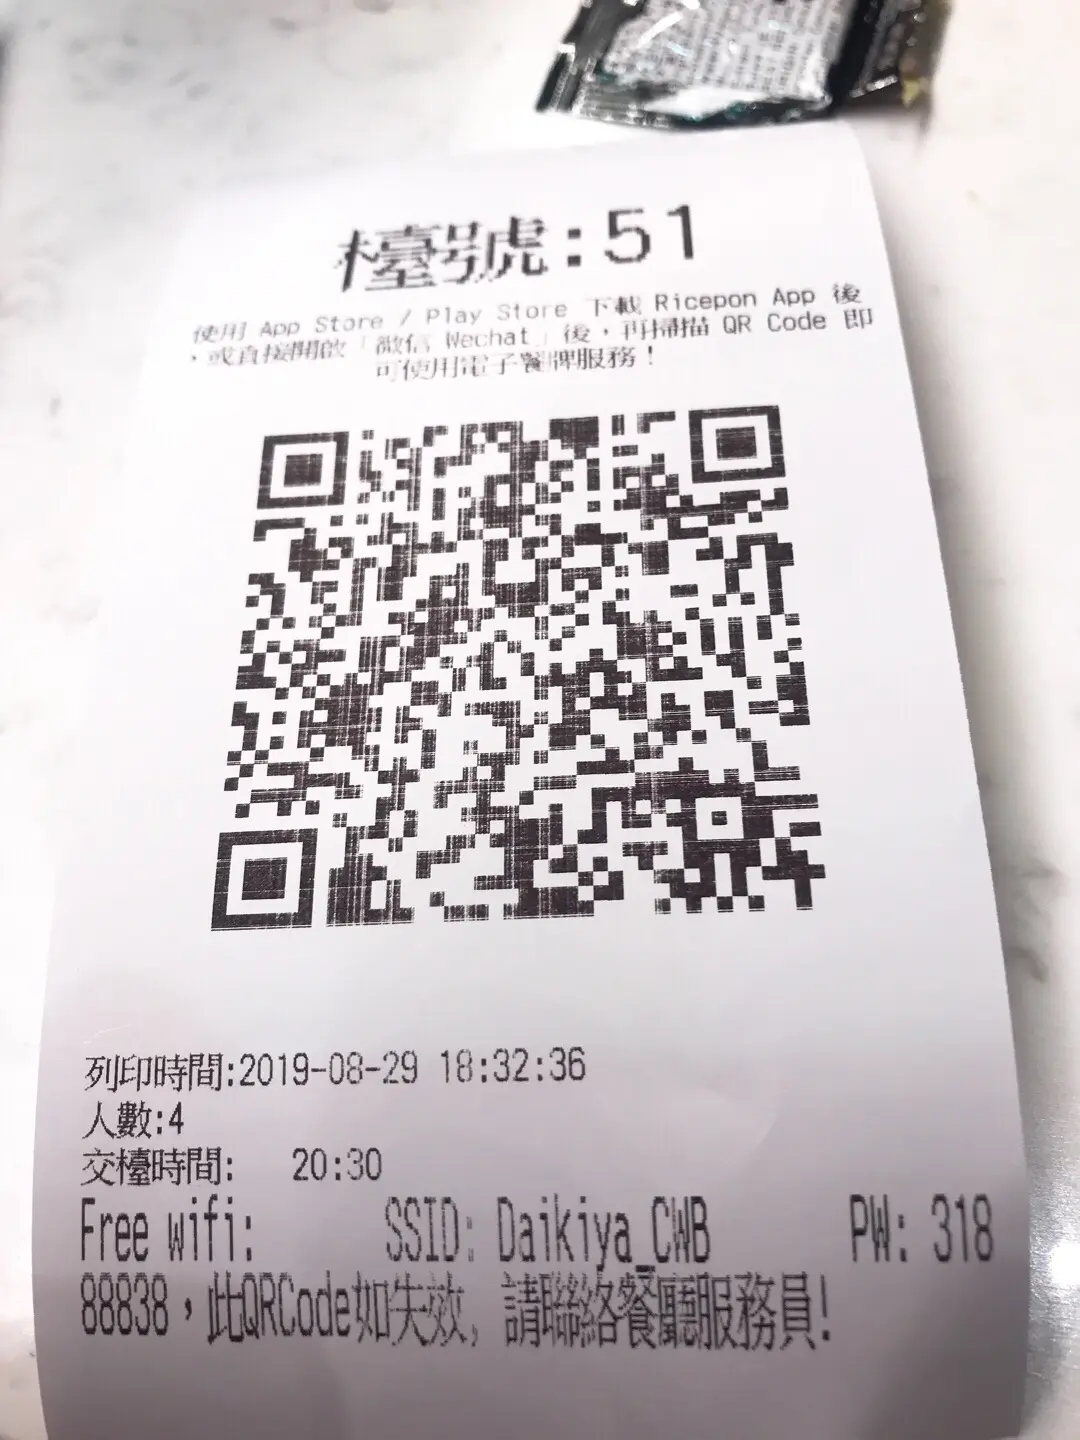 檯號:51
使用 App Store / Play Store 下載 Ricepon App 後
，或直接開啟「微信 Wechat」後，再掃描 QR Code 即
可使用電子餐牌服務！
列印時間:2019-08-29 18:32:36
人數:4
交檯時間: 20:30
Free wifi: SSID: Daikiya_CWB PW: 318
88838，此QRCode如失效, 請聯絡餐廳服務員!